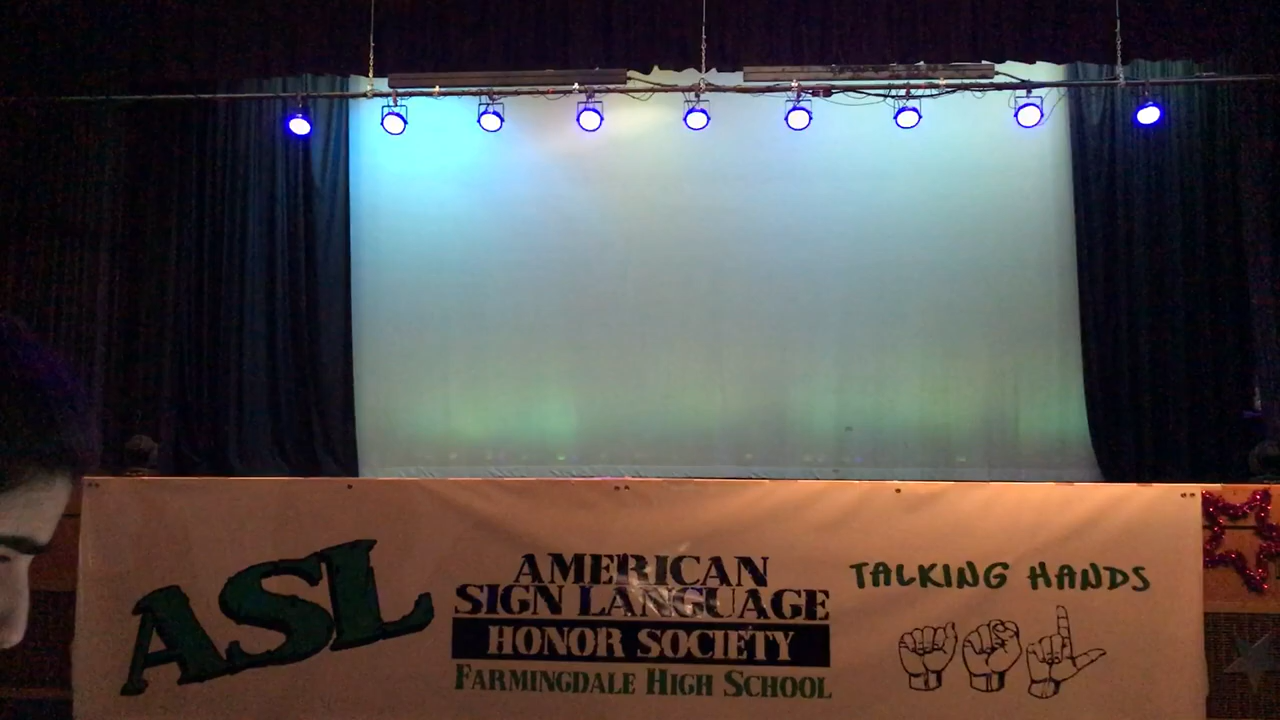 ASL
AMERICAN
SIGN LANGUAGE
HONOR SOCIETY
FARMINGDALE HIGH SCHOOL
TALKING HANDS